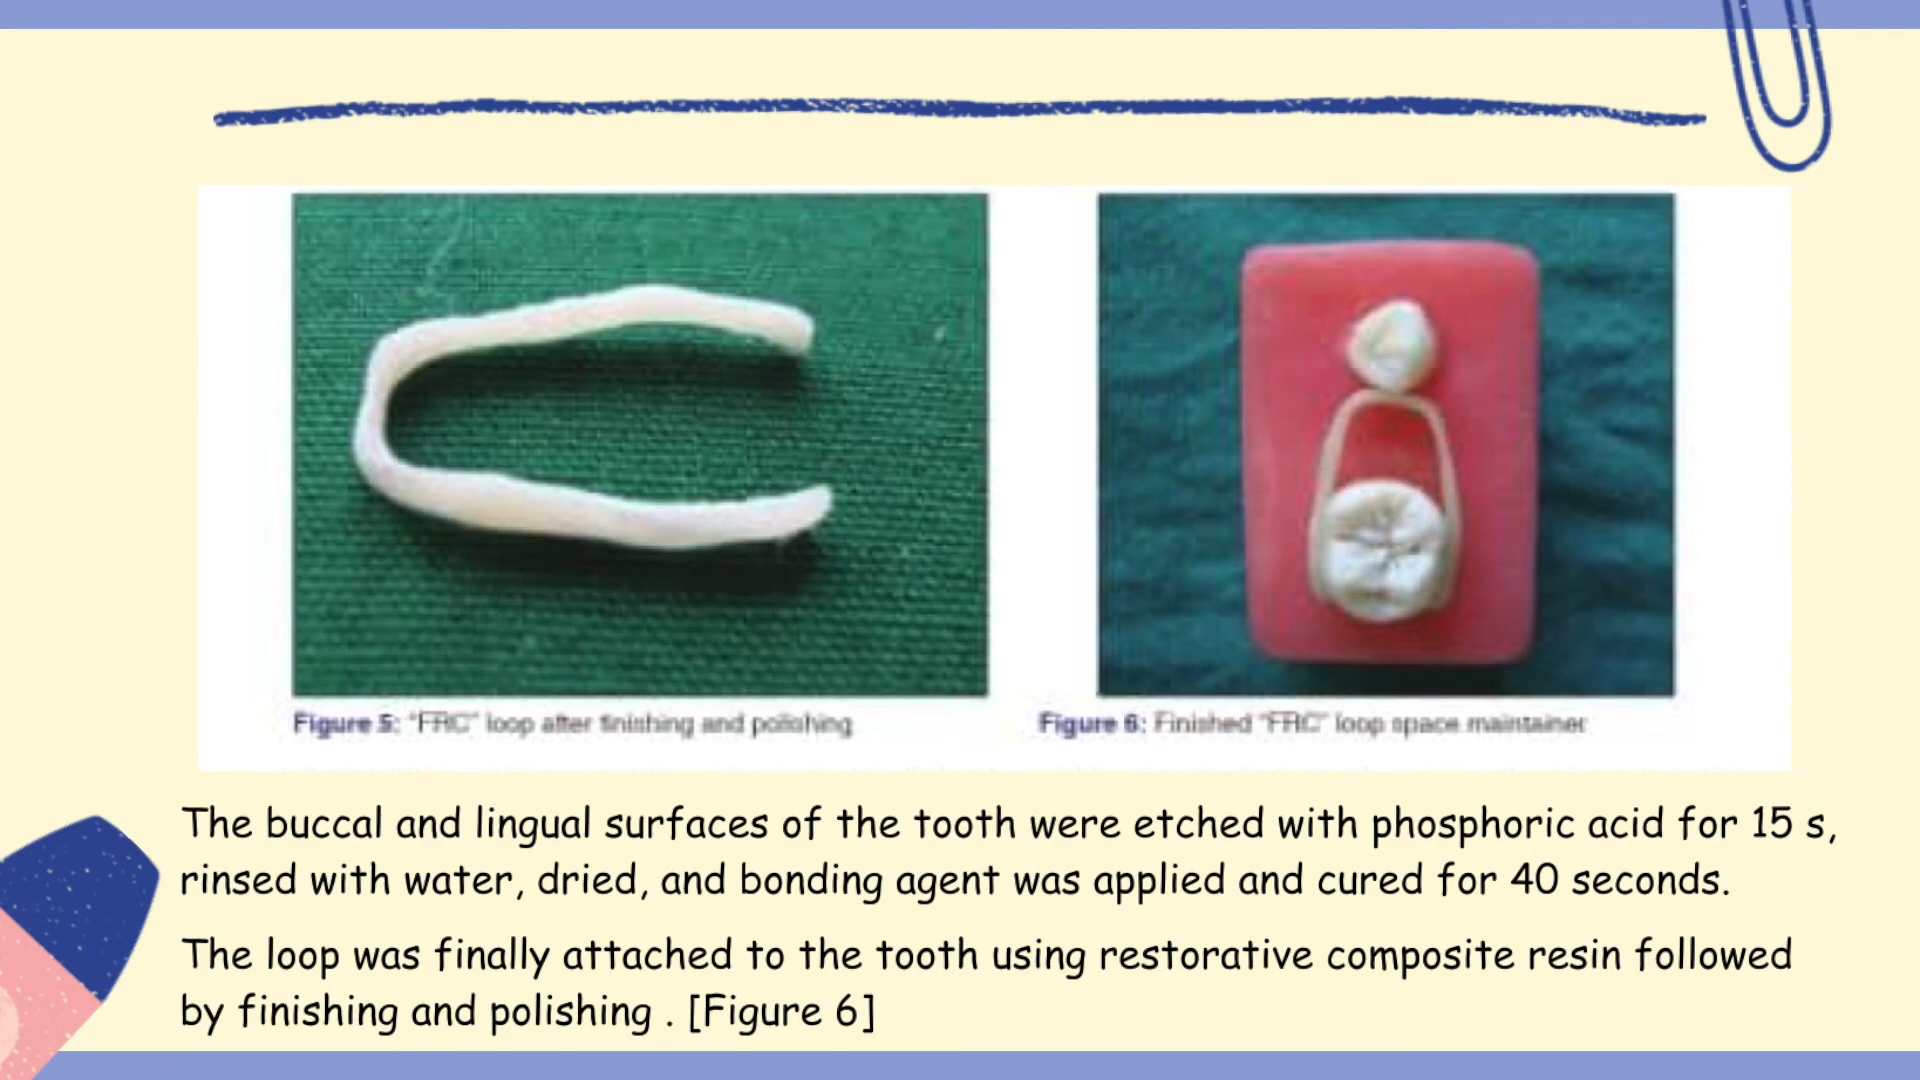 Figure 5: "FRC" loop after finishing and polishing
Figure 6: Finished "FRC" loop space maintainer
The buccal and lingual surfaces of the tooth were etched with phosphoric acid for 15 s,
rinsed with water, dried, and bonding agent was applied and cured for 40 seconds.
The loop was finally attached to the tooth using restorative composite resin followed
by finishing and polishing . [Figure 6]